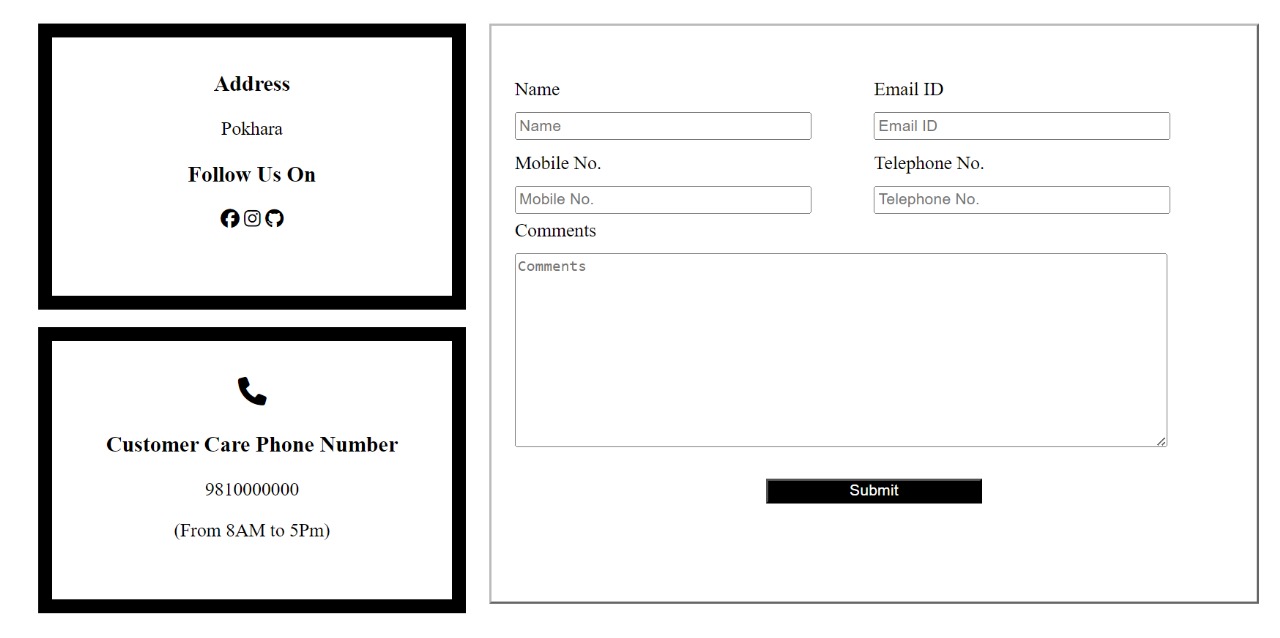 Address
Pokhara
Follow Us On
Customer Care Phone Number
9810000000
(From 8AM to 5Pm)
Name
Email ID
Name
Email ID
Mobile No.
Telephone No.
Mobile No.
Telephone No.
Comments
Comments
Submit